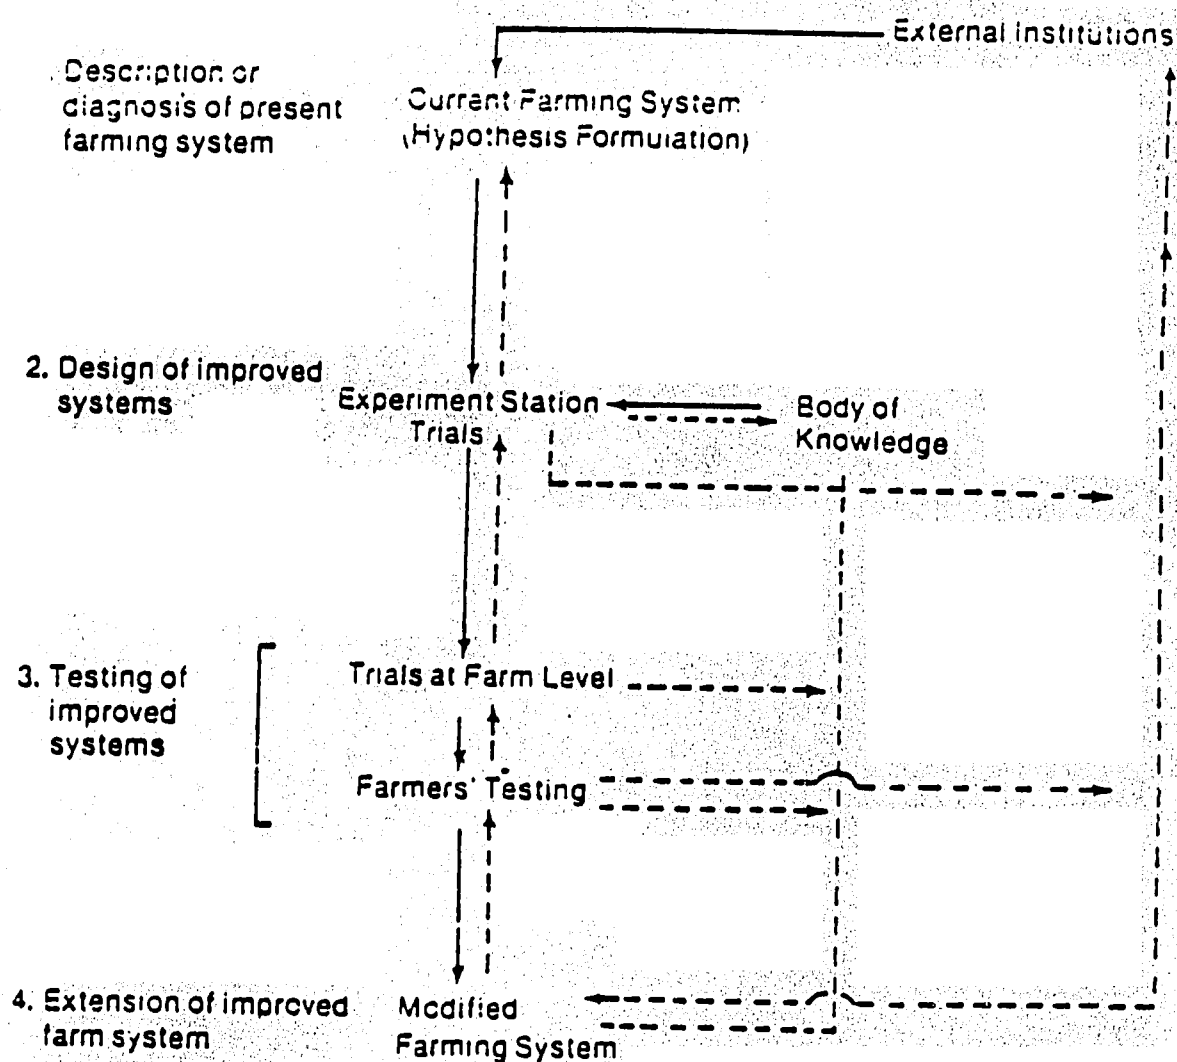 External Institutions
Description or
diagnosis of present
farming system
Current Farming System
(Hypothesis Formulation)
2. Design of improved
systems
Experiment Station
Trials
Body of
Knowledge
3. Testing of
improved
systems
Trials at Farm Level
Farmers' Testing
4. Extension of improved
farm system
Modified
Farming System